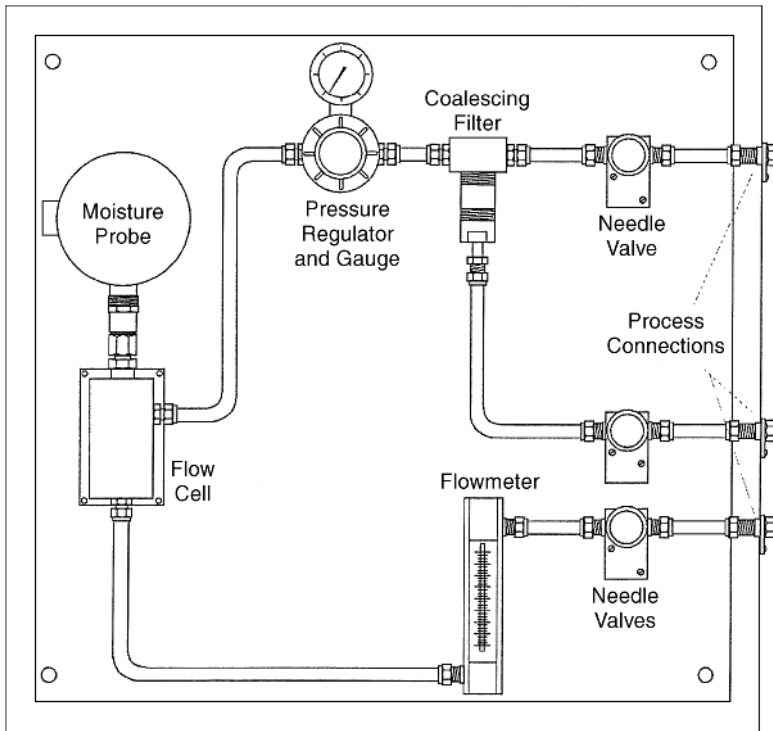 Coalescing
Filter
Moisture
Probe
Pressure
Regulator
and Gauge
Needle
Valve
Process
Connections
Flow
Cell
Flowmeter
Needle
Valves